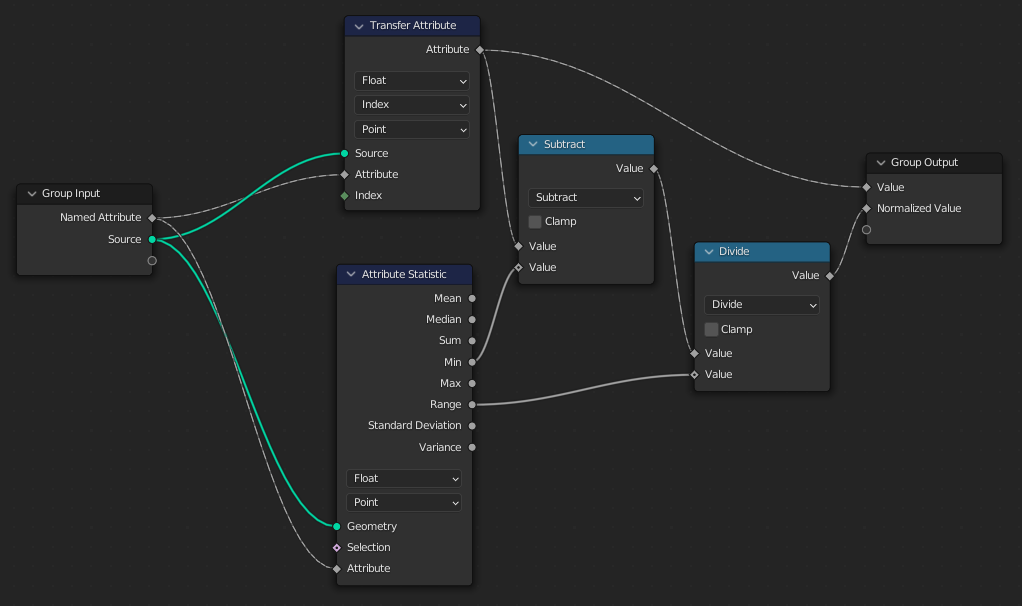 Group Input
Named Attribute
Source
Transfer Attribute
Attribute
Float
Index
Point
Source
Attribute
Index
Attribute Statistic
Mean
Median
Sum
Min
Max
Range
Standard Deviation
Variance
Float
Point
Geometry
Selection
Attribute
Subtract
Value
Subtract
Clamp
Value
Value
Divide
Value
Divide
Clamp
Value
Value
Group Output
Value
Normalized Value